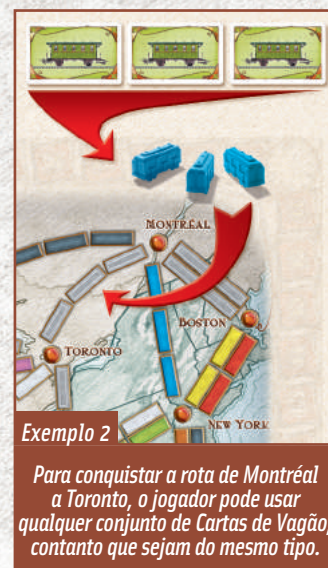 MONTRÉAL
BOSTON
TORONTO
NEW YORK
Exemplo 2
Para conquistar a rota de Montréal
a Toronto, o jogador pode usar
qualquer conjunto de Cartas de Vagão,
contanto que sejam do mesmo tipo.